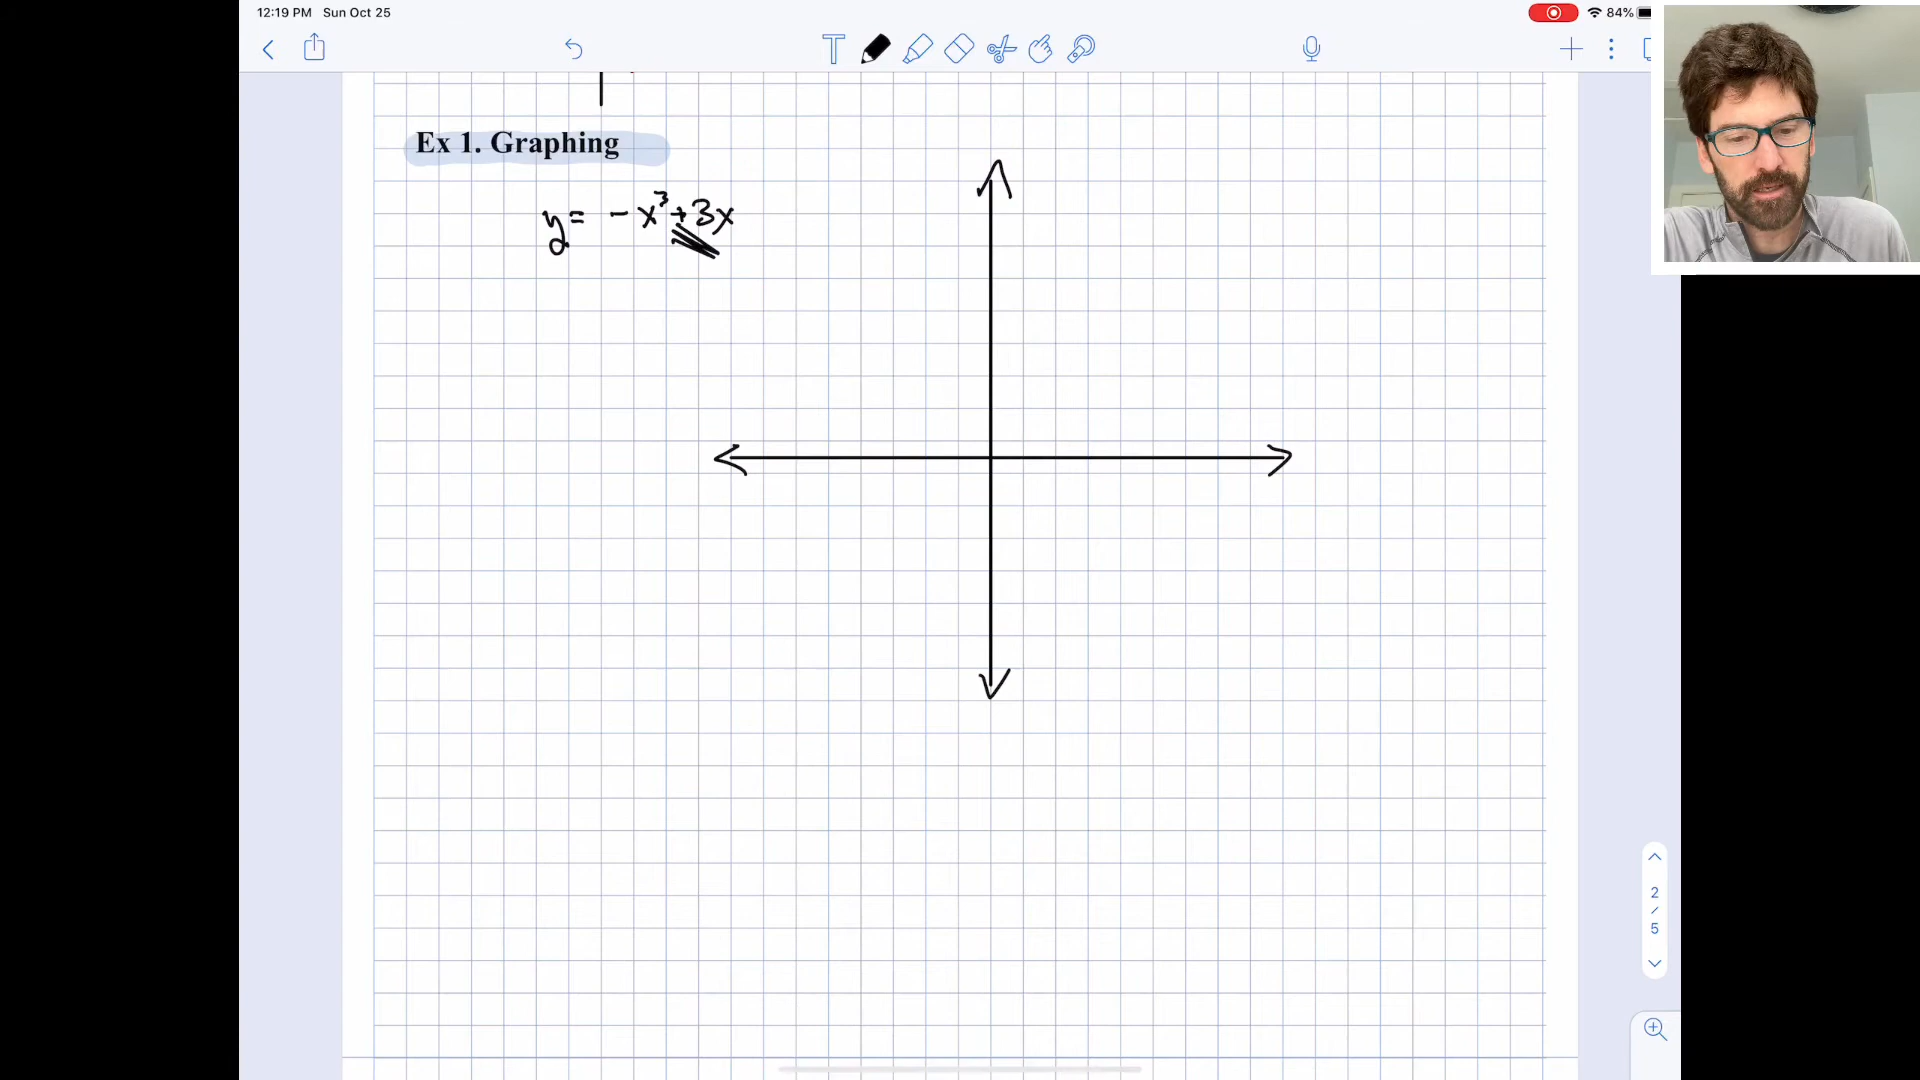 12:19 PM Sun Oct 25
84%
T
Ex 1. Graphing
y = -x³+3x
2
/
5